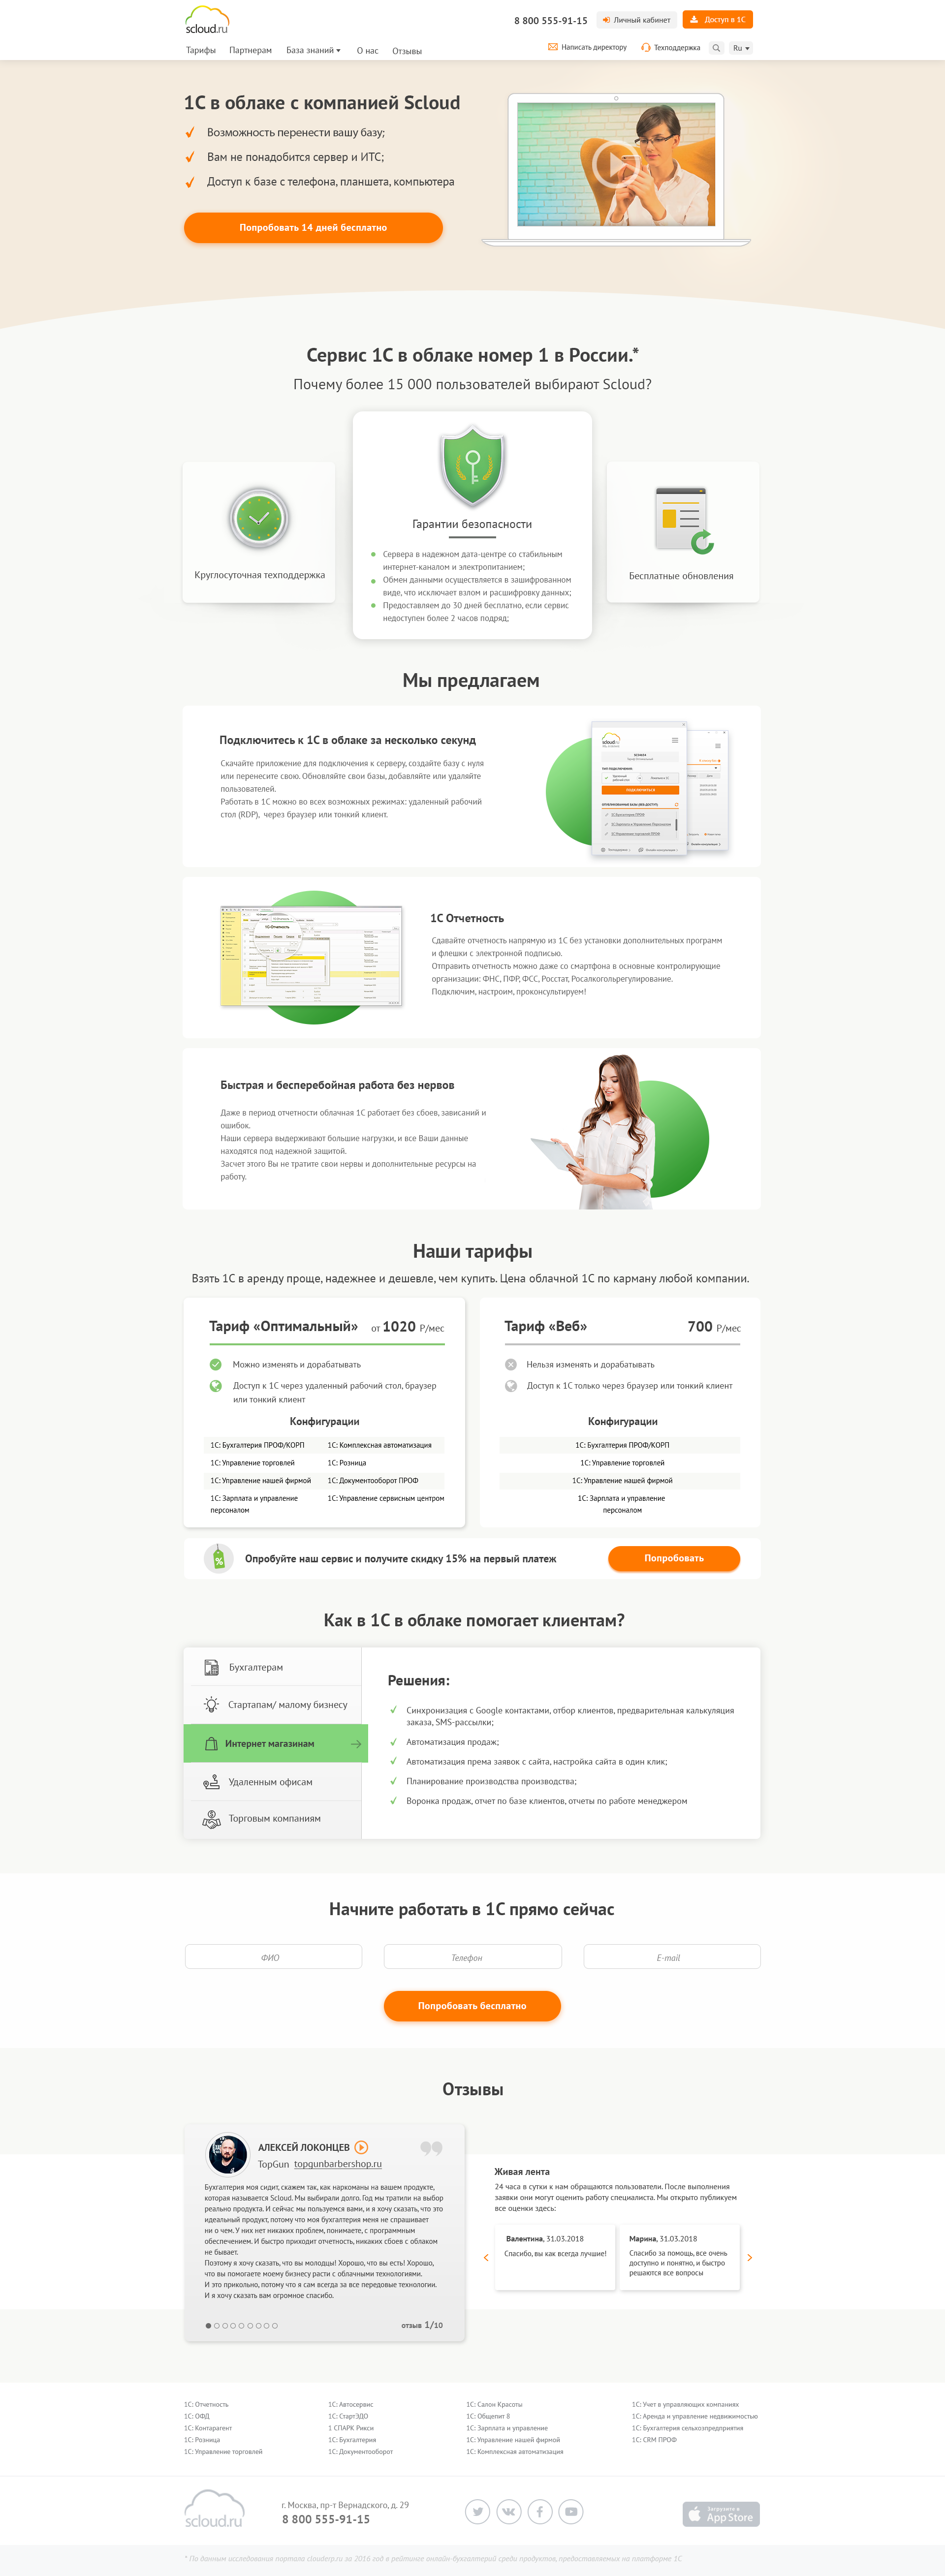 scloud.ru
8 800 555-91-15
Личный кабинет
Доступ в 1С
Тарифы
Партнерам
База знаний
О нас
Отзывы
Написать директору
Техподдержка
Ru
1С в облаке с компанией Scloud
Возможность перенести вашу базу;
Вам не понадобится сервер и ИТС;
Доступ к базе с телефона, планшета, компьютера
Попробовать 14 дней бесплатно
Сервис 1С в облаке номер 1 в России.*
Почему более 15 000 пользователей выбирают Scloud?
Круглосуточная техподдержка
Гарантии безопасности
Сервера в надежном дата-центре со стабильным
интернет-каналом и электропитанием;
Обмен данными осуществляется в зашифрованном
виде, что исключает взлом и расшифровку данных;
Предоставляем до 30 дней бесплатно, если сервис
недоступен более 2 часов подряд;
Бесплатные обновления
Мы предлагаем
Подключитесь к 1С в облаке за несколько секунд
Скачайте приложение для подключения к серверу, создайте базу с нуля
или перенесите свою. Обновляйте свои базы, добавляйте или удаляйте
пользователей.
Работать в 1С можно во всех возможных режимах: удаленный рабочий
стол (RDP), через браузер или тонкий клиент.
scloud.ru
ПОДКЛЮЧИТЬСЯ
1С Отчетность
Сдавайте отчетность напрямую из 1С без установки дополнительных программ
и флешки с электронной подписью.
Отправить отчетность можно даже со смартфона в основные контролирующие
организации: ФНС, ПФР, ФСС, Росстат, Росалкогольрегулирование.
Подключим, настроим, проконсультируем!
Быстрая и бесперебойная работа без нервов
Даже в период отчетности облачная 1С работает без сбоев, зависаний и
ошибок.
Наши сервера выдерживают большие нагрузки, и все Ваши данные
находятся под надежной защитой.
Засчет этого Вы не тратите свои нервы и дополнительные ресурсы на
работу.
Наши тарифы
Взять 1С в аренду проще, надежнее и дешевле, чем купить. Цена облачной 1С по карману любой компании.
Тариф «Оптимальный»
от 1020 Р/мес
Можно изменять и дорабатывать
Доступ к 1С через удаленный рабочий стол, браузер
или тонкий клиент
Конфигурации
1С: Бухгалтерия ПРОФ/КОРП
1С: Комплексная автоматизация
1С: Управление торговлей
1С: Розница
1С: Управление нашей фирмой
1С: Документооборот ПРОФ
1С: Зарплата и управление
персоналом
1С: Управление сервисным центром
Тариф «Веб»
700 Р/мес
Нельзя изменять и дорабатывать
Доступ к 1С только через браузер или тонкий клиент
Конфигурации
1С: Бухгалтерия ПРОФ/КОРП
1С: Управление торговлей
1С: Управление нашей фирмой
1С: Зарплата и управление
персоналом
%
Опробуйте наш сервис и получите скидку 15% на первый платеж
Попробовать
Как в 1С в облаке помогает клиентам?
Бухгалтерам
Стартапам/ малому бизнесу
Интернет магазинам
Удаленным офисам
Торговым компаниям
Решения:
Синхронизация с Google контактами, отбор клиентов, предварительная калькуляция
заказа, SMS-рассылки;
Автоматизация продаж;
Автоматизация према заявок с сайта, настройка сайта в один клик;
Планирование производства производства;
Воронка продаж, отчет по базе клиентов, отчеты по работе менеджером
Начните работать в 1С прямо сейчас
ФИО
Телефон
E-mail
Попробовать бесплатно
Отзывы
АЛЕКСЕЙ ЛОКОНЦЕВ
TopGun topgunbarbershop.ru
Бухгалтерия моя сидит, скажем так, как наркоманы на вашем продукте,
которая называется Scloud. Мы выбирали долго. Год мы тратили на выбор
реально продукта. И сейчас мы пользуемся вами, и я хочу сказать, что это
идеальный продукт, потому что моя бухгалтерия меня не спрашивает
ни о чем. У них нет никаких проблем, понимаете, с программным
обеспечением. И быстро приходит отчетность, никаких сбоев с облаком
не бывает.
Поэтому я хочу сказать, что вы молодцы! Хорошо, что вы есть! Хорошо,
что вы помогаете моему бизнесу расти с облачными технологиями.
И это прикольно, потому что я сам всегда за все передовые технологии.
И я хочу сказать вам огромное спасибо.
отзыв 1/10
Живая лента
24 часа в сутки к нам обращаются пользователи. После выполнения
заявки они могут оценить работу специалиста. Мы открыто публикуем
все оценки здесь:
Валентина, 31.03.2018
Спасибо, вы как всегда лучшие!
Марина, 31.03.2018
Спасибо за помощь, все очень
доступно и понятно, и быстро
решаются все вопросы
1С: Отчетность
1С: ОФД
1С: Контарагент
1С: Розница
1С: Управление торговлей
1С: Автосервис
1С: СтартЭДО
1 СПАРК Рикси
1С: Бухгалтерия
1С: Документооборот
1С: Салон Красоты
1С: Общепит 8
1С: Зарплата и управление
1С: Управление нашей фирмой
1С: Комплексная автоматизация
1С: Учет в управляющих компаниях
1С: Аренда и управление недвижимостью
1С: Бухгалтерия сельхозпредприятия
1С: CRM ПРОФ
scloud.ru
г. Москва, пр-т Вернадского, д. 29
8 800 555-91-15
Загрузите в
App Store
* По данным исследования портала clouderp.ru за 2016 год в рейтинге онлайн-бухгалтерий среди продуктов, предоставляемых на платформе 1С